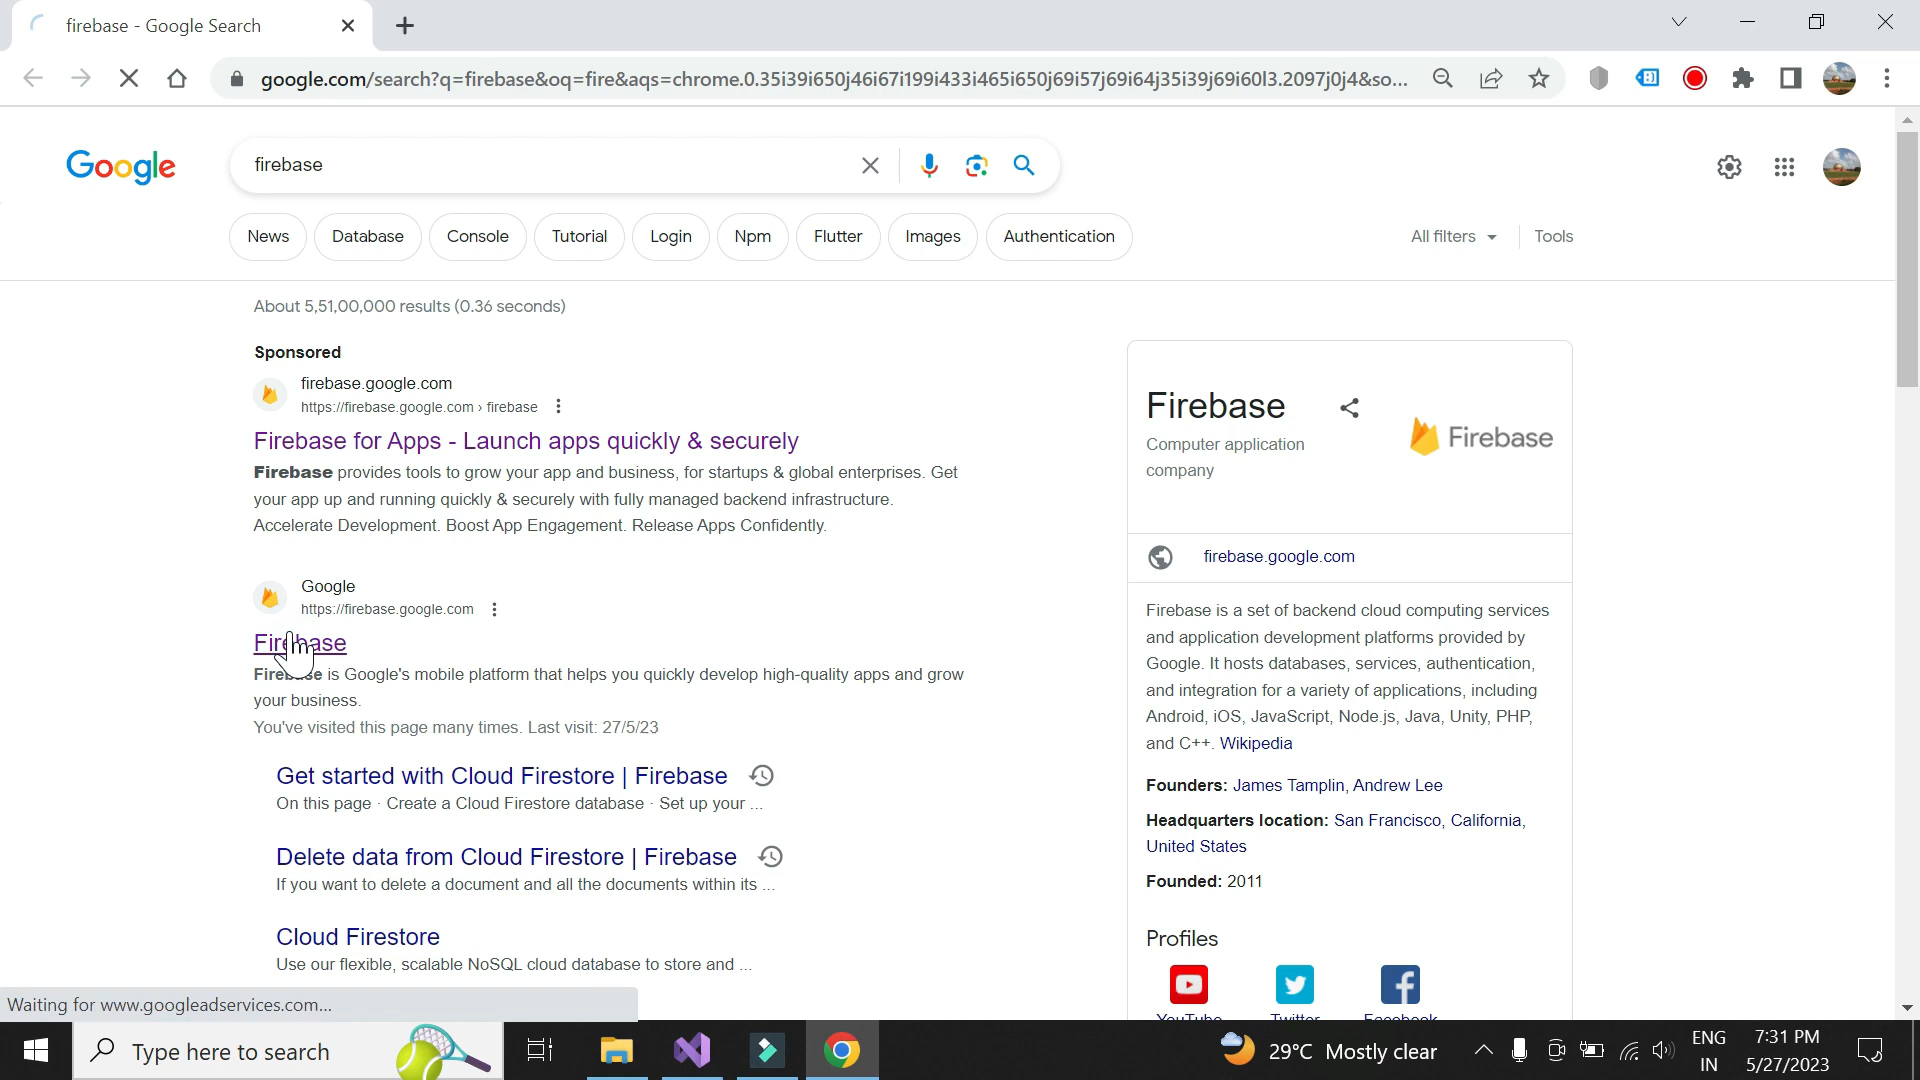 firebase - Google Search
google.com/search?q=firebase&oq=fire&aqs=chrome.0.35i39i650j46i67i199i433i465i650j69i57j69i64j35i39j69i60l3.2097j0j4&so...
Google
firebase
News
Database
Console
Tutorial
Login
Npm
Flutter
Images
Authentication
All filters
Tools
About 5,51,00,000 results (0.36 seconds)
Sponsored
firebase.google.com
https://firebase.google.com › firebase
Firebase for Apps - Launch apps quickly & securely
Firebase provides tools to grow your app and business, for startups & global enterprises. Get
your app up and running quickly & securely with fully managed backend infrastructure.
Accelerate Development. Boost App Engagement. Release Apps Confidently.
Google
https://firebase.google.com
Firebase
Firebase is Google's mobile platform that helps you quickly develop high-quality apps and grow
your business.
You've visited this page many times. Last visit: 27/5/23
Get started with Cloud Firestore | Firebase
On this page · Create a Cloud Firestore database · Set up your ...
Delete data from Cloud Firestore | Firebase
If you want to delete a document and all the documents within its ...
Cloud Firestore
Use our flexible, scalable NoSQL cloud database to store and ...
Firebase
Computer application
company
Firebase
firebase.google.com
Firebase is a set of backend cloud computing services
and application development platforms provided by
Google. It hosts databases, services, authentication,
and integration for a variety of applications, including
Android, iOS, JavaScript, Node.js, Java, Unity, PHP,
and C++. Wikipedia
Founders: James Tamplin, Andrew Lee
Headquarters location: San Francisco, California,
United States
Founded: 2011
Profiles
YouTube
Twitter
Facebook
Waiting for www.googleadservices.com...
Type here to search
29°C Mostly clear
ENG
IN
7:31 PM
5/27/2023